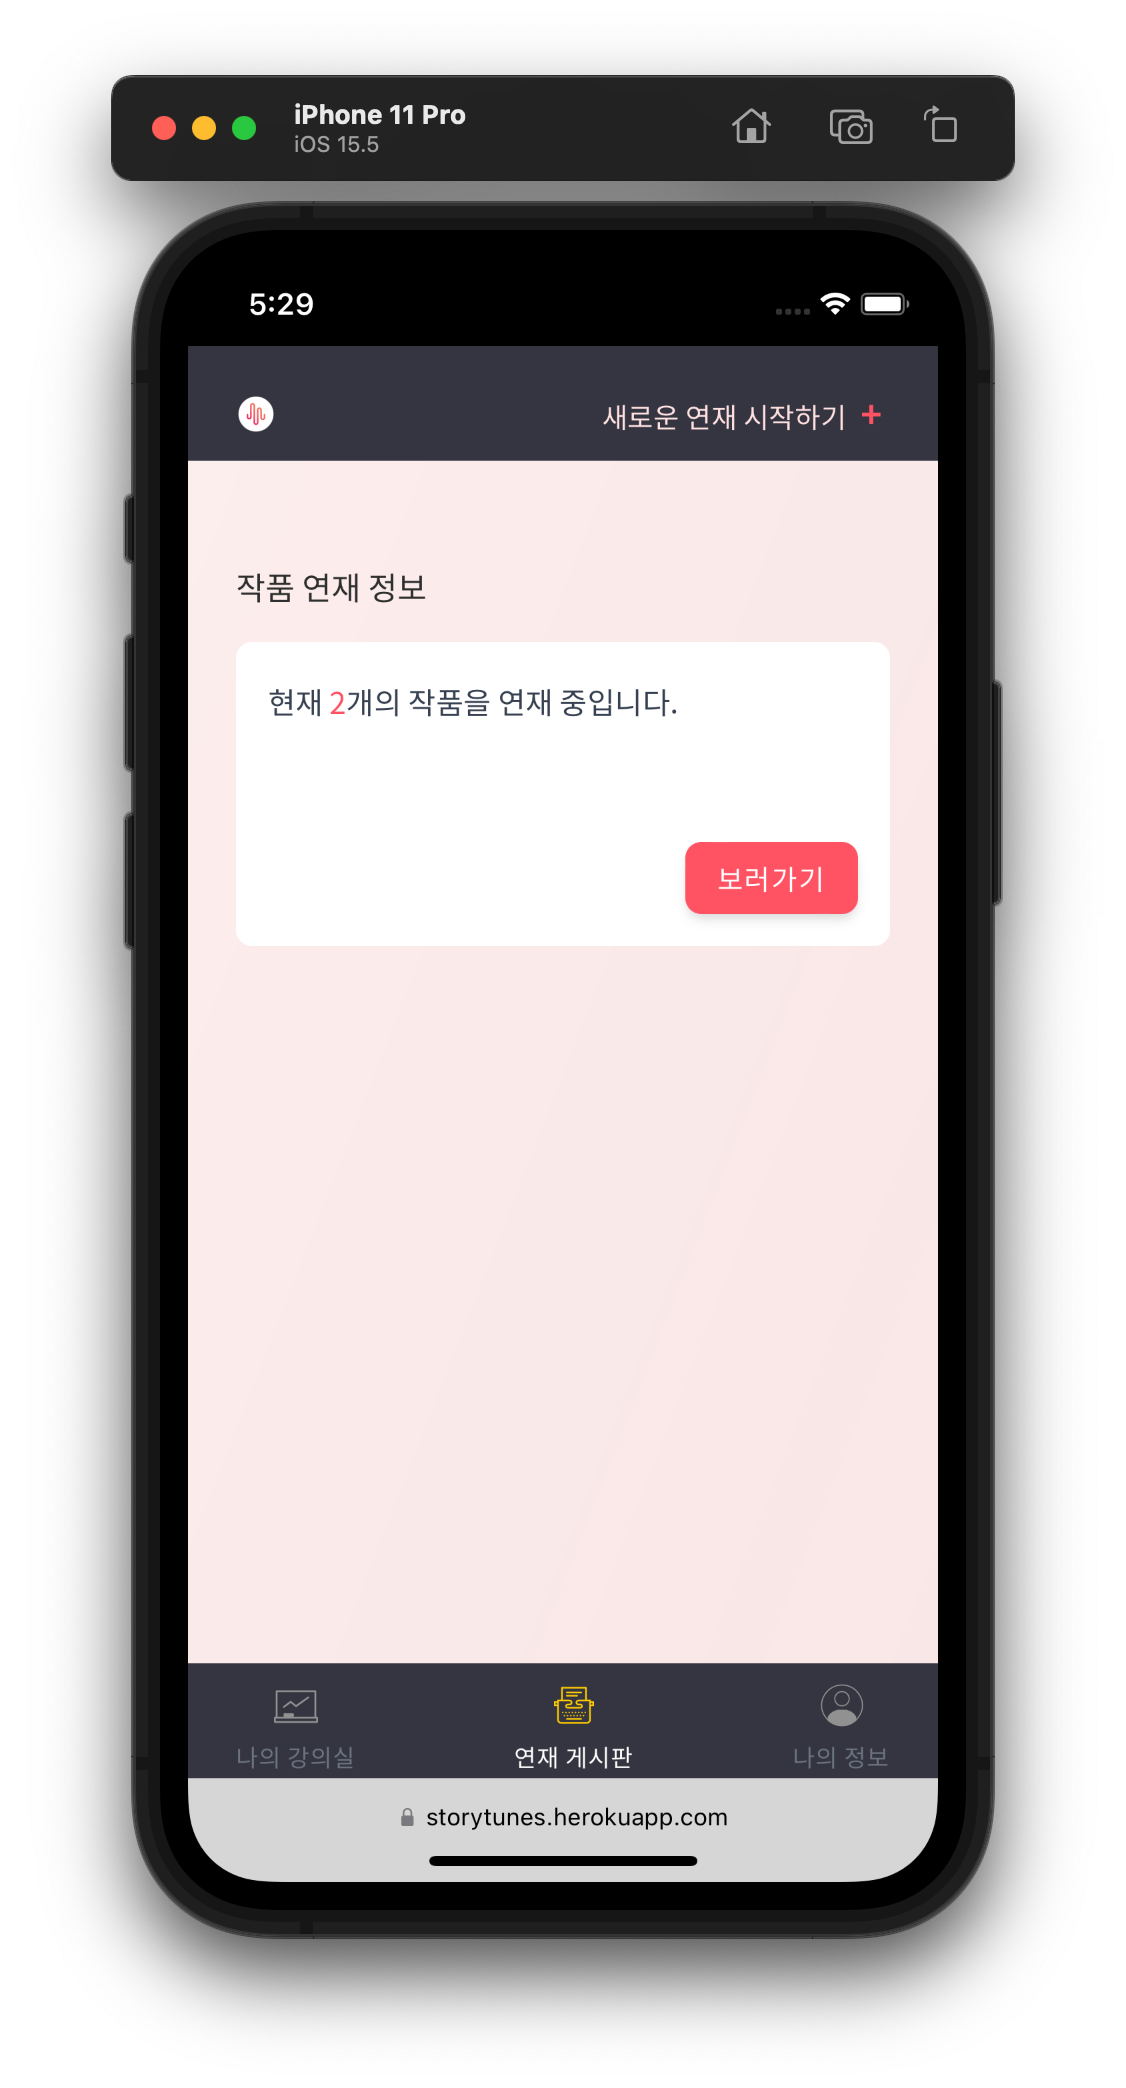 iPhone 11 Pro
iOS 15.5
5:29
새로운 연재 시작하기 +
작품 연재 정보
현재 2개의 작품을 연재 중입니다.
보러가기
나의 강의실
연재 게시판
나의 정보
storytunes.herokuapp.com